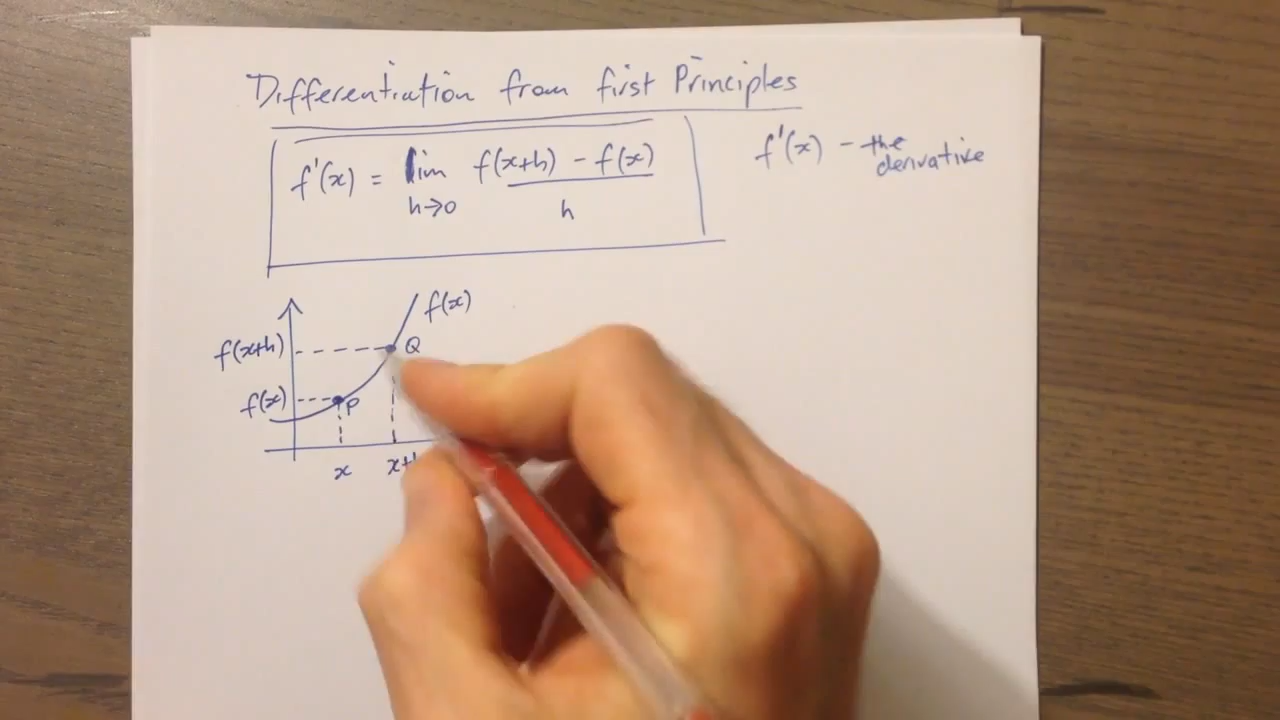 Differentiation from first Principles
f'(x) = lim f(x+h) - f(x)
h→0 h
f'(x) - the
derivative
f(x)
f(x+h) Q
f(x) P
x x+h